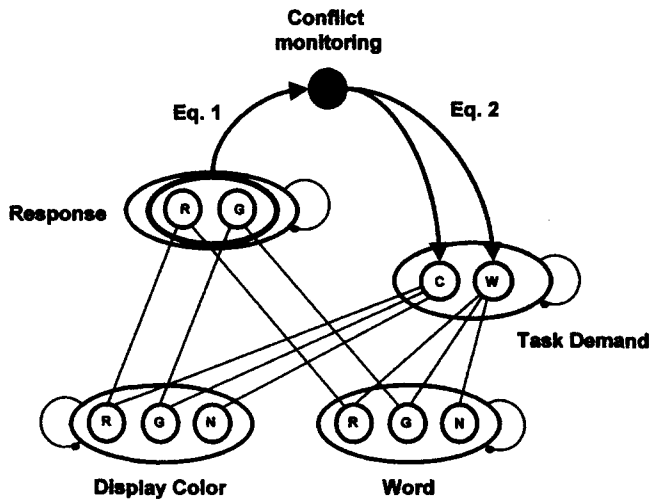 Conflict
monitoring
Eq. 1
Eq. 2
Response
R G
C W
Task Demand
R G N
R G N
Display Color
Word